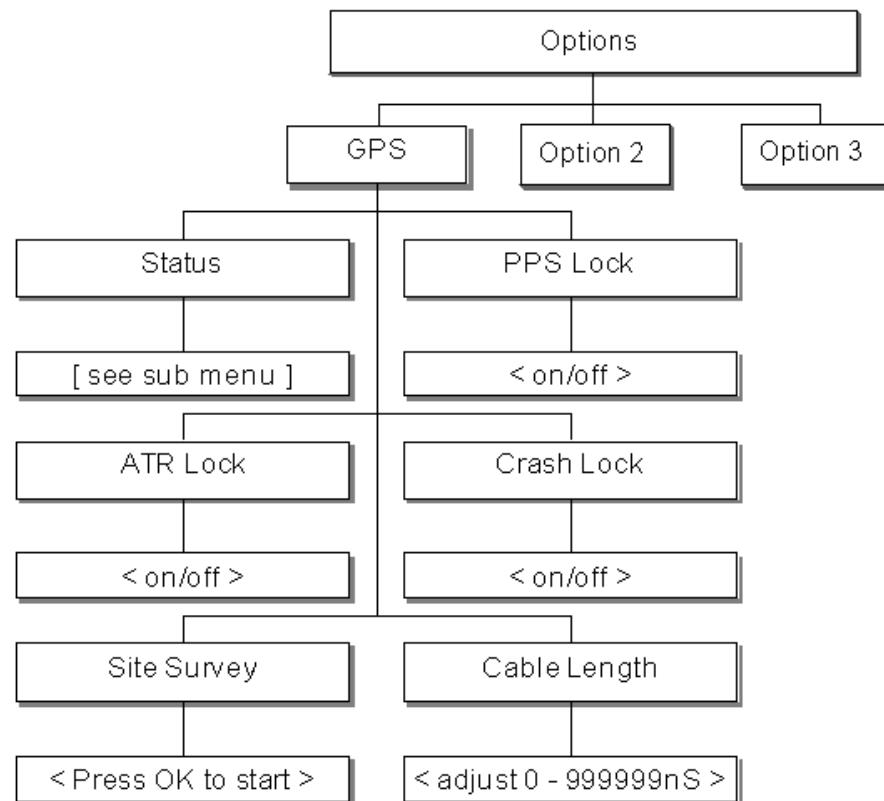 Options
GPS
Option 2
Option 3
Status
PPS Lock
[ see sub menu ]
< on/off >
ATR Lock
Crash Lock
< on/off >
< on/off >
Site Survey
Cable Length
< Press OK to start >
< adjust 0 - 999999nS >